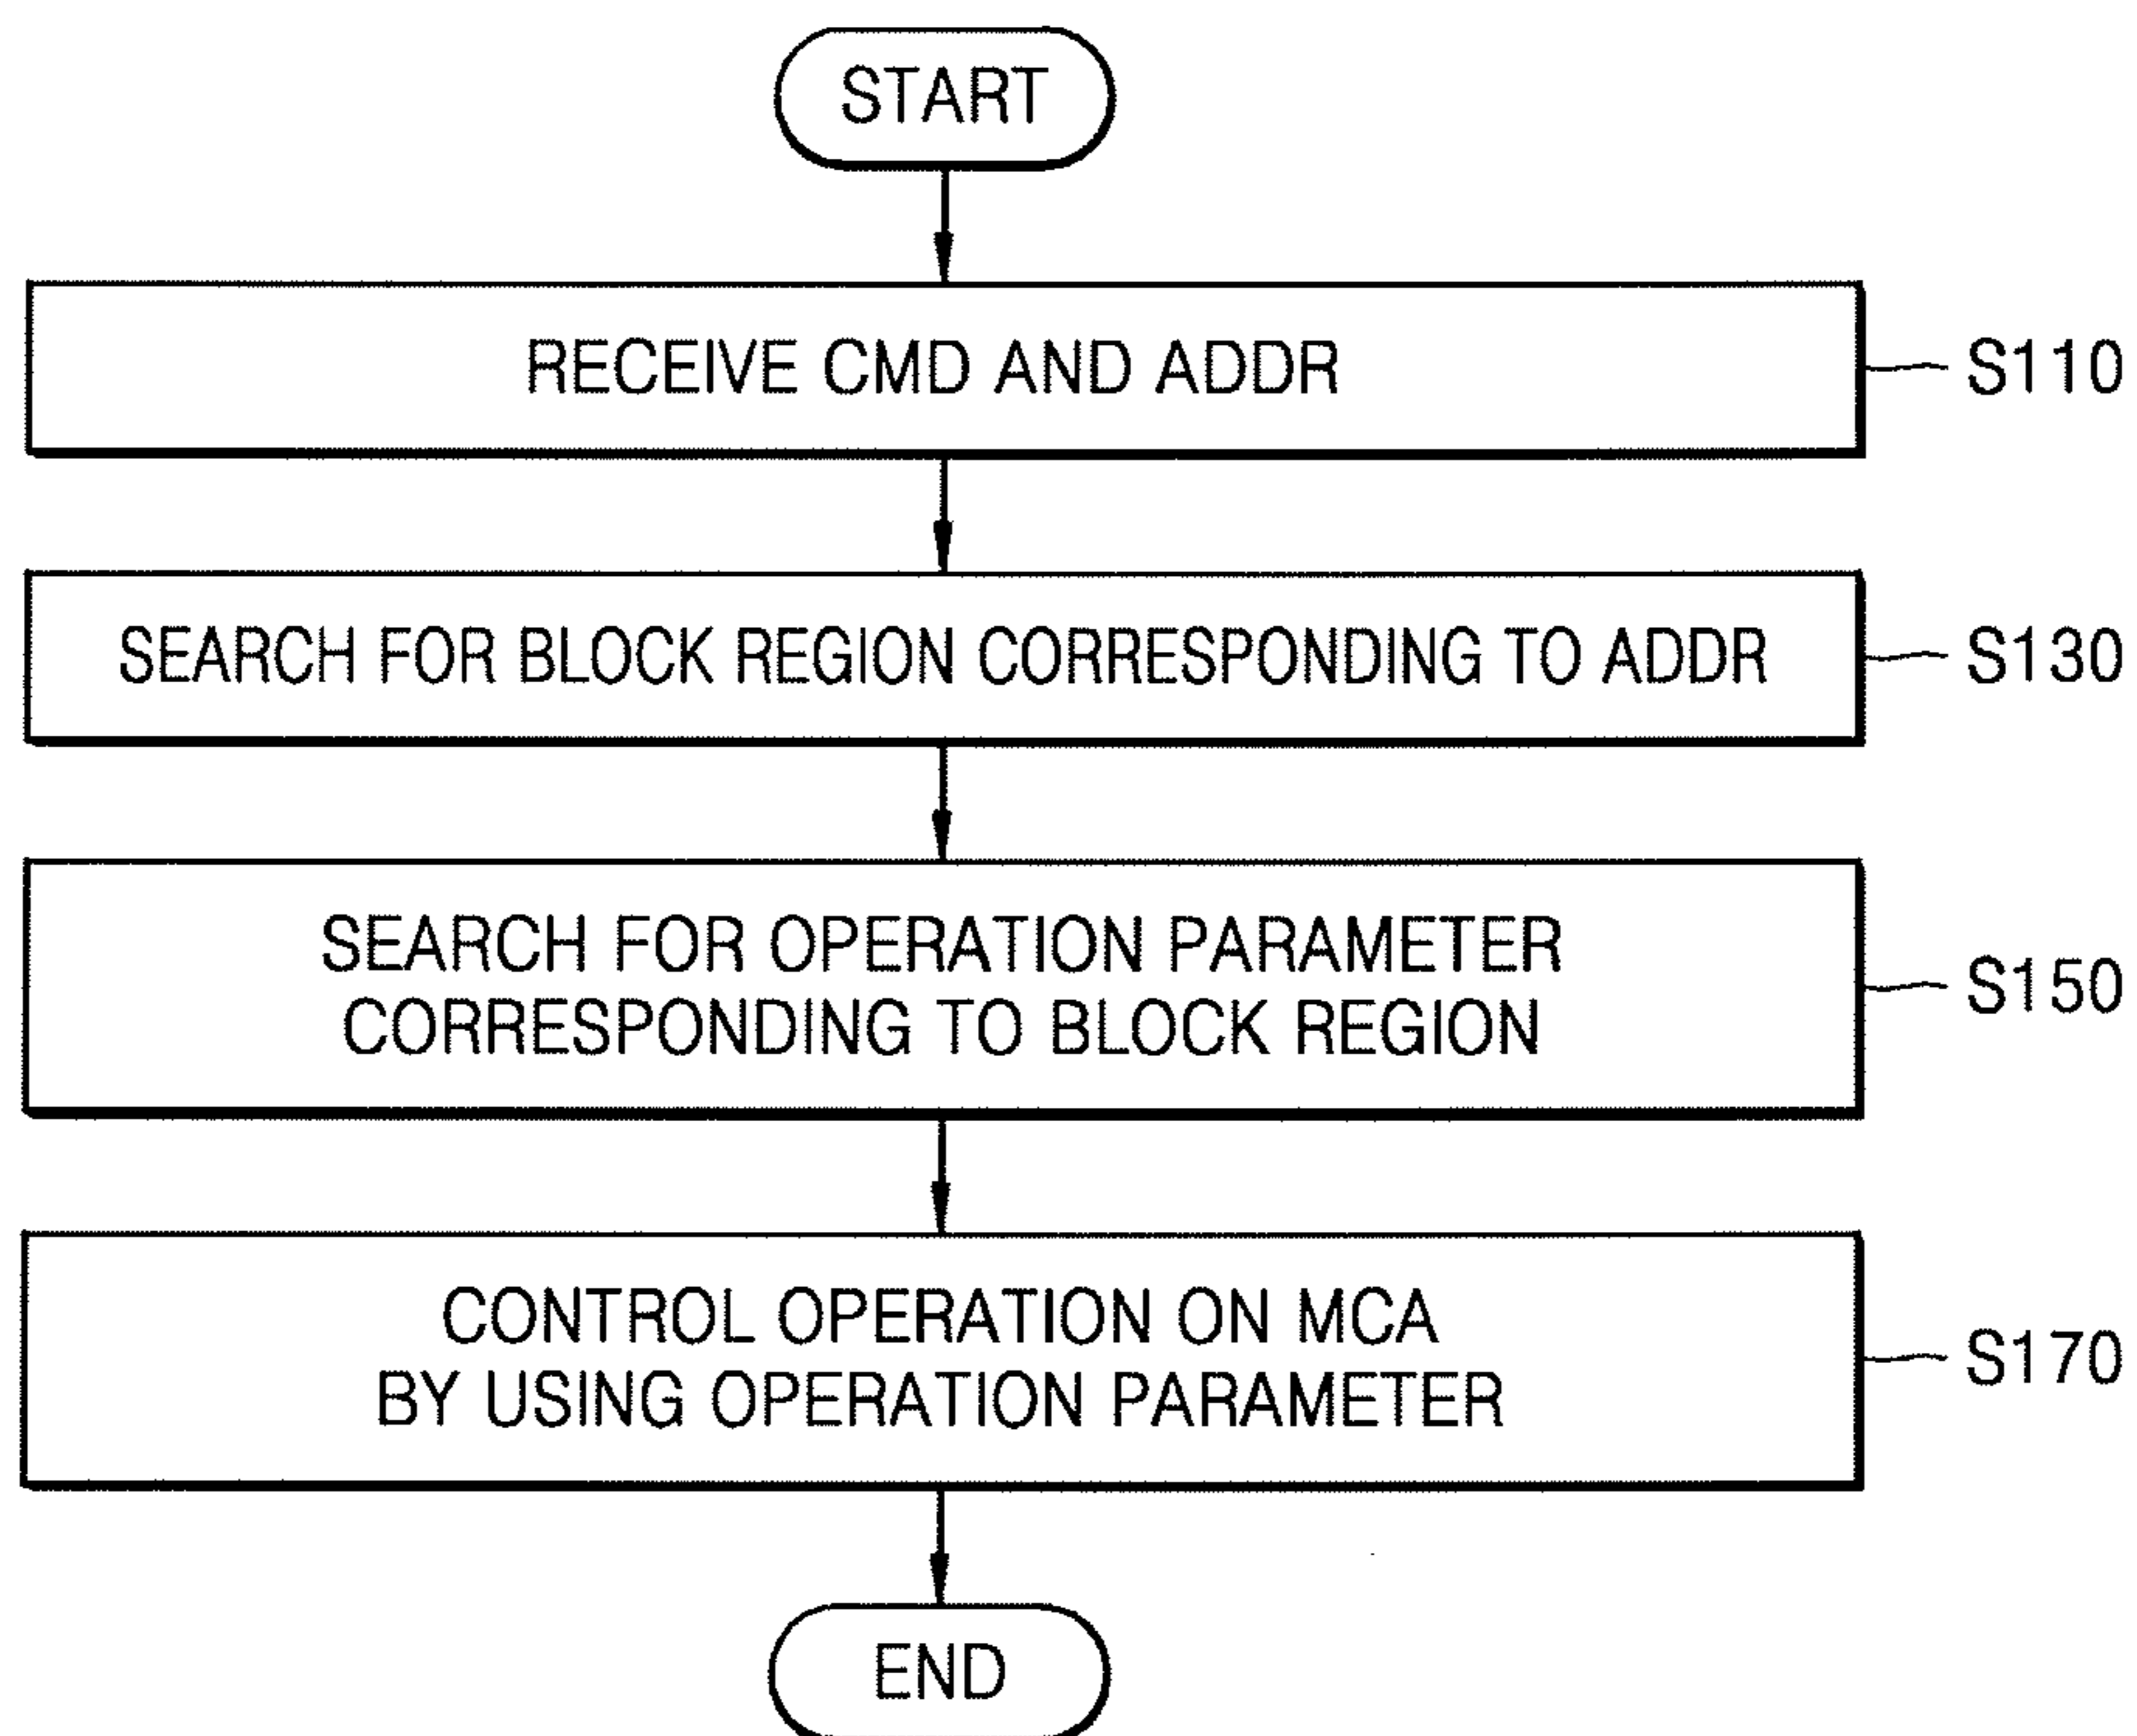 START
RECEIVE CMD AND ADDR
S110
SEARCH FOR BLOCK REGION CORRESPONDING TO ADDR
S130
SEARCH FOR OPERATION PARAMETER
CORRESPONDING TO BLOCK REGION
S150
CONTROL OPERATION ON MCA
BY USING OPERATION PARAMETER
S170
END